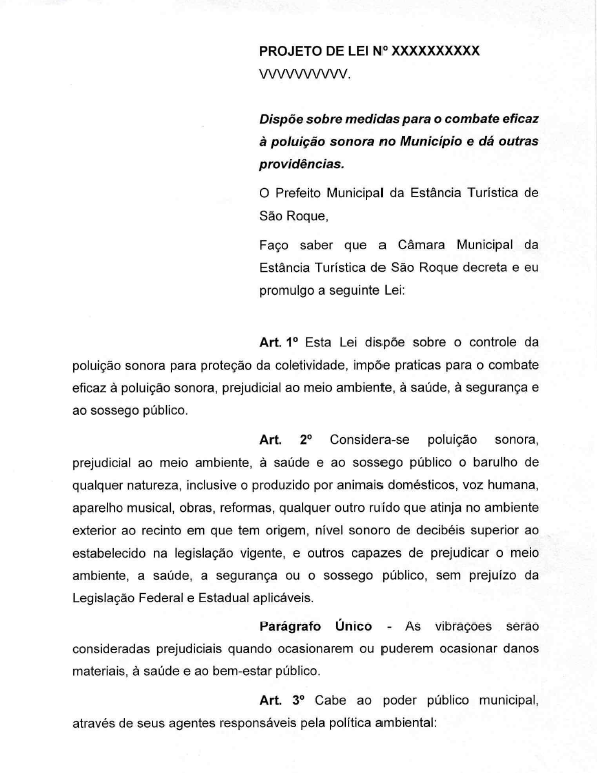 PROJETO DE LEI Nº XXXXXXXXXX
VVVVVVVVVV.
Dispõe sobre medidas para o combate eficaz
à poluição sonora no Município e dá outras
providências.
O Prefeito Municipal da Estância Turística de
São Roque,
Faço saber que a Câmara Municipal da
Estância Turística de São Roque decreta e eu
promulgo a seguinte Lei:
Art. 1º Esta Lei dispõe sobre o controle da
poluição sonora para proteção da coletividade, impõe praticas para o combate
eficaz à poluição sonora, prejudicial ao meio ambiente, à saúde, à segurança e
ao sossego público.
Art. 2º Considera-se poluição sonora,
prejudicial ao meio ambiente, à saúde e ao sossego público o barulho de
qualquer natureza, inclusive o produzido por animais domésticos, voz humana,
aparelho musical, obras, reformas, qualquer outro ruído que atinja no ambiente
exterior ao recinto em que tem origem, nível sonoro de decibéis superior ao
estabelecido na legislação vigente, e outros capazes de prejudicar o meio
ambiente, a saúde, a segurança ou o sossego público, sem prejuízo da
Legislação Federal e Estadual aplicáveis.
Parágrafo Único - As vibrações serão
consideradas prejudiciais quando ocasionarem ou puderem ocasionar danos
materiais, à saúde e ao bem-estar público.
Art. 3º Cabe ao poder público municipal,
através de seus agentes responsáveis pela política ambiental: